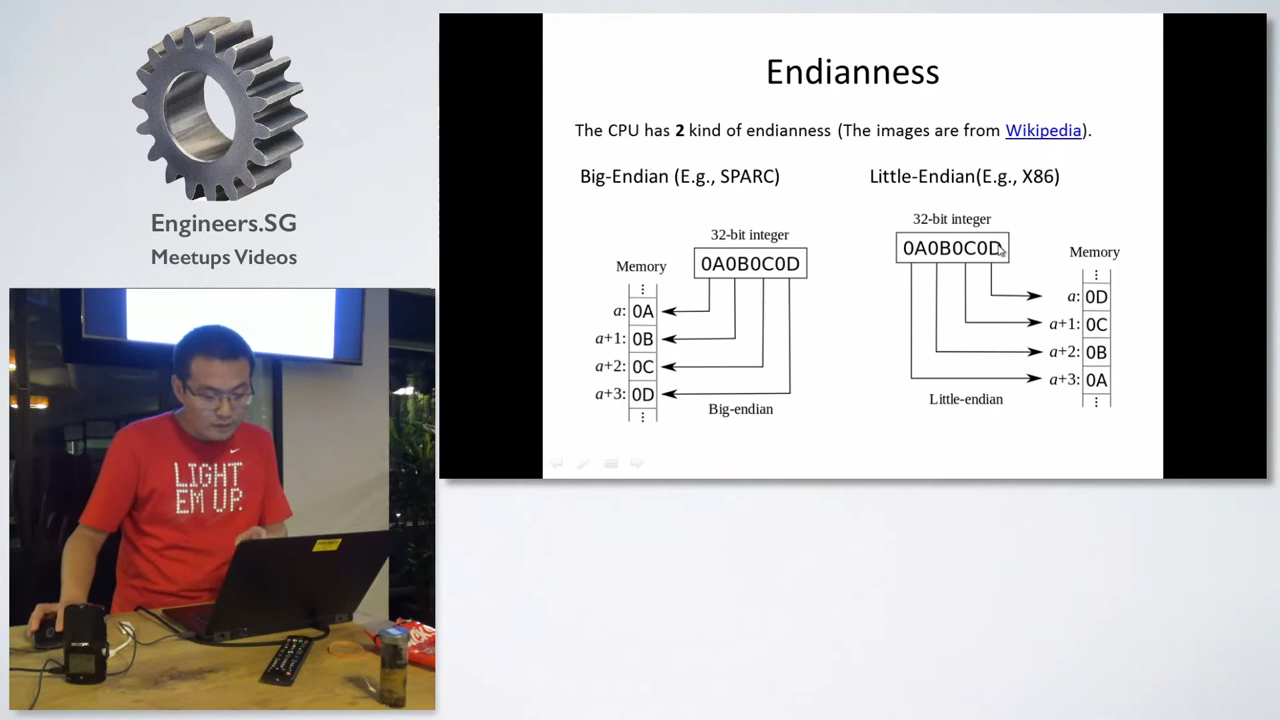 Engineers.SG
Meetups Videos
LIGHT
EM UP.
Endianness
The CPU has 2 kind of endianness (The images are from Wikipedia).
Big-Endian (E.g., SPARC)
32-bit integer
0A0B0C0D
Memory
⋮
a: 0A
a+1: 0B
a+2: 0C
a+3: 0D
⋮
Big-endian
Little-Endian(E.g., X86)
32-bit integer
0A0B0C0D
Memory
⋮
a: 0D
a+1: 0C
a+2: 0B
a+3: 0A
⋮
Little-endian